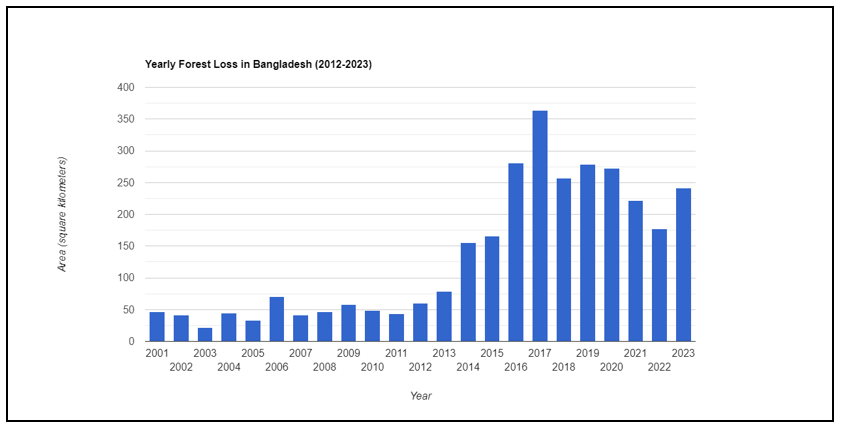 Yearly Forest Loss in Bangladesh (2012-2023)
400
350
300
250
200
150
100
50
0
Area (square kilometers)
2001 2003 2005 2007 2009 2011 2013 2015 2017 2019 2021 2023
2002 2004 2006 2008 2010 2012 2014 2016 2018 2020 2022
Year